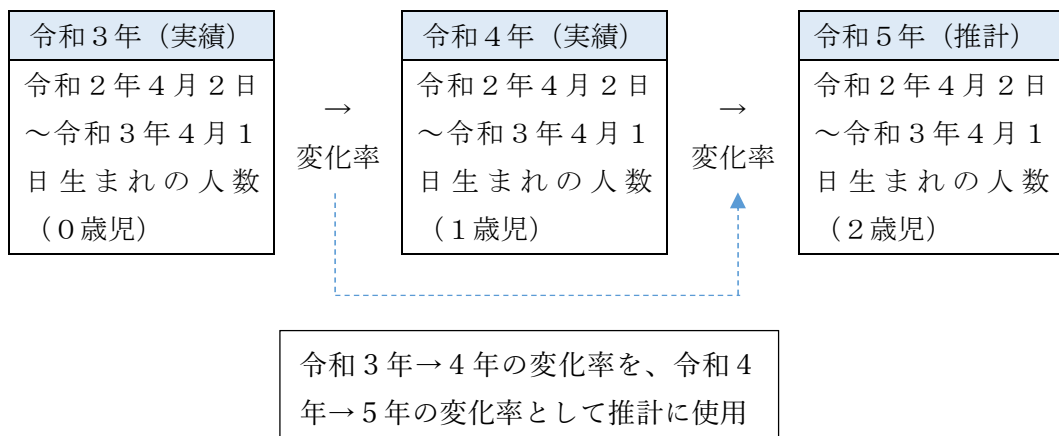 令和３年（実績）
令和２年４月２日
～令和３年４月１
日生まれの人数
（０歳児）
→
変化率
令和４年（実績）
令和２年４月２日
～令和３年４月１
日生まれの人数
（１歳児）
→
変化率
令和５年（推計）
令和２年４月２日
～令和３年４月１
日生まれの人数
（２歳児）
令和３年→４年の変化率を、令和４
年→５年の変化率として推計に使用